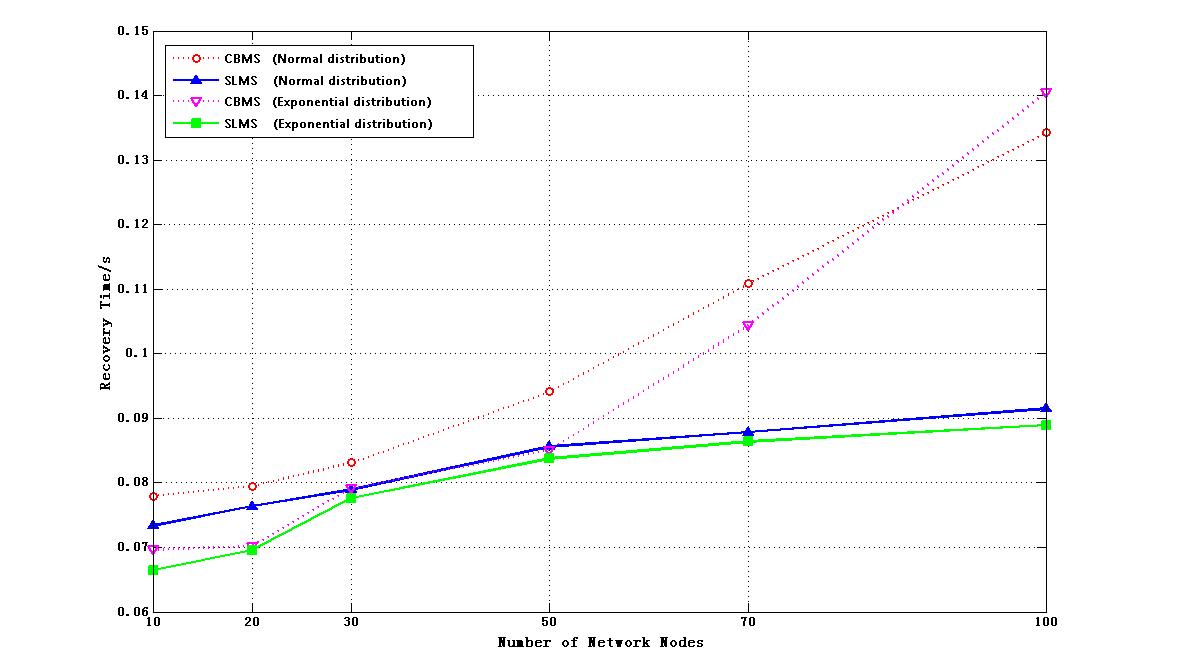 0.15
CBMS (Normal distribution)
SLMS (Normal distribution)
CBMS (Exponential distribution)
SLMS (Exponential distribution)
0.14
0.13
0.12
0.11
0.1
0.09
0.08
0.07
0.06
Recovery Time/s
10 20 30 50 70 100
Number of Network Nodes